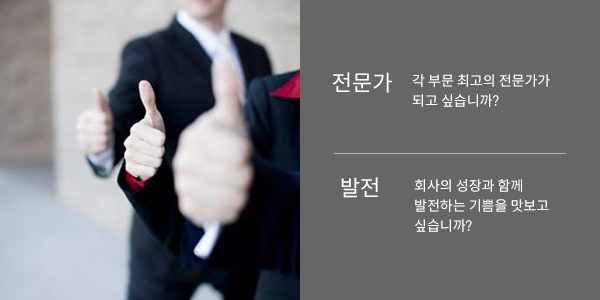 전문가
각 부문 최고의 전문가가
되고 싶습니까?
발전
회사의 성장과 함께
발전하는 기쁨을 맛보고
싶습니까?